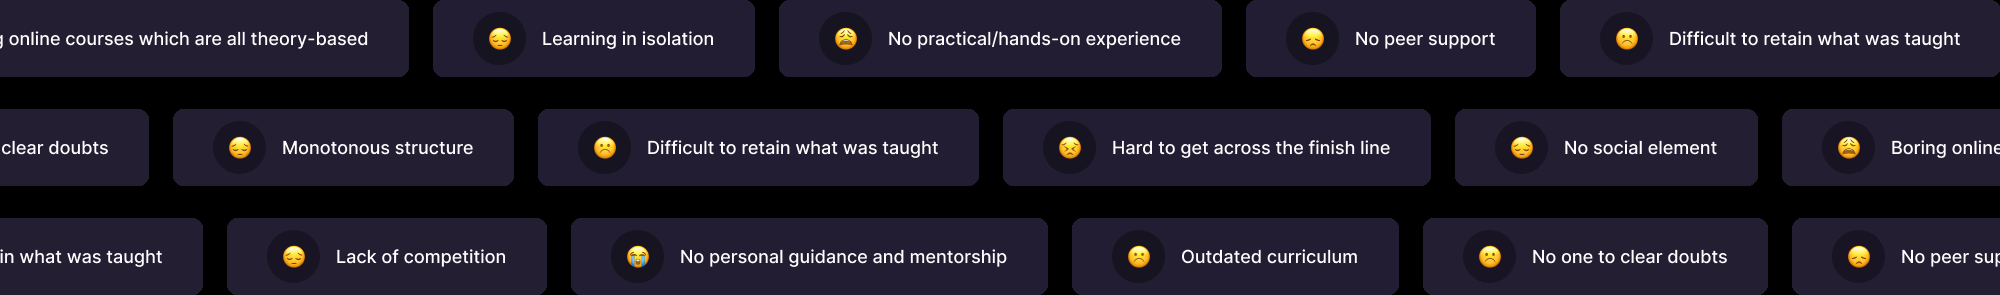 online courses which are all theory-based 😔 Learning in isolation 😩 No practical/hands-on experience 😞 No peer support ☹️ Difficult to retain what was taught
clear doubts 😔 Monotonous structure ☹️ Difficult to retain what was taught 😣 Hard to get across the finish line 😔 No social element 😩 Boring online
in what was taught 😔 Lack of competition 😭 No personal guidance and mentorship ☹️ Outdated curriculum ☹️ No one to clear doubts 😞 No peer sup